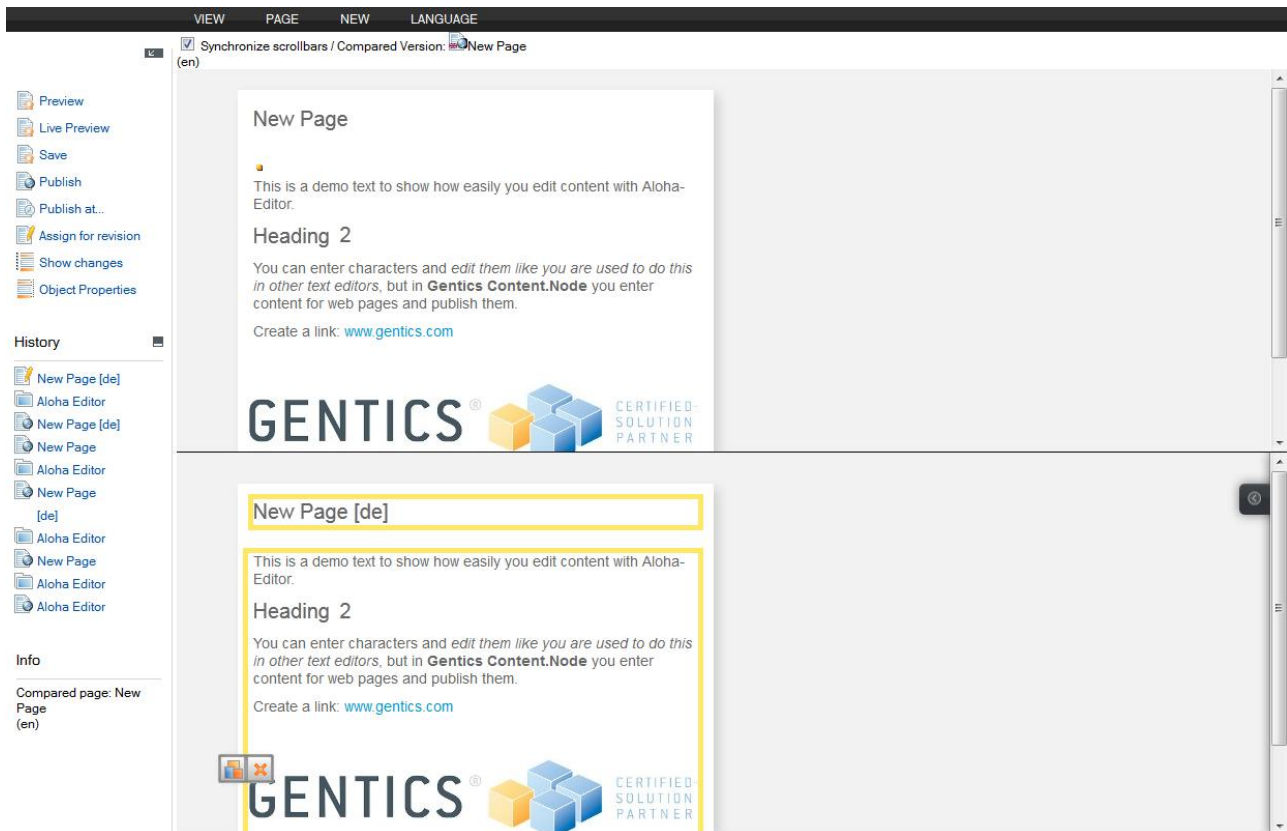 VIEW PAGE NEW LANGUAGE
Synchronize scrollbars / Compared Version: New Page
(en)
Preview
Live Preview
Save
Publish
Publish at...
Assign for revision
Show changes
Object Properties
History
New Page [de]
Aloha Editor
New Page [de]
New Page
Aloha Editor
New Page
[de]
Aloha Editor
New Page
Aloha Editor
Aloha Editor
Info
Compared page: New
Page
(en)
New Page
This is a demo text to show how easily you edit content with Aloha-
Editor.
Heading 2
You can enter characters and edit them like you are used to do this
in other text editors, but in Gentics Content.Node you enter
content for web pages and publish them.
Create a link: www.gentics.com
GENTICS®
CERTIFIED-
SOLUTION
PARTNER
New Page [de]
This is a demo text to show how easily you edit content with Aloha-
Editor.
Heading 2
You can enter characters and edit them like you are used to do this
in other text editors, but in Gentics Content.Node you enter
content for web pages and publish them.
Create a link: www.gentics.com
GENTICS®
CERTIFIED-
SOLUTION
PARTNER